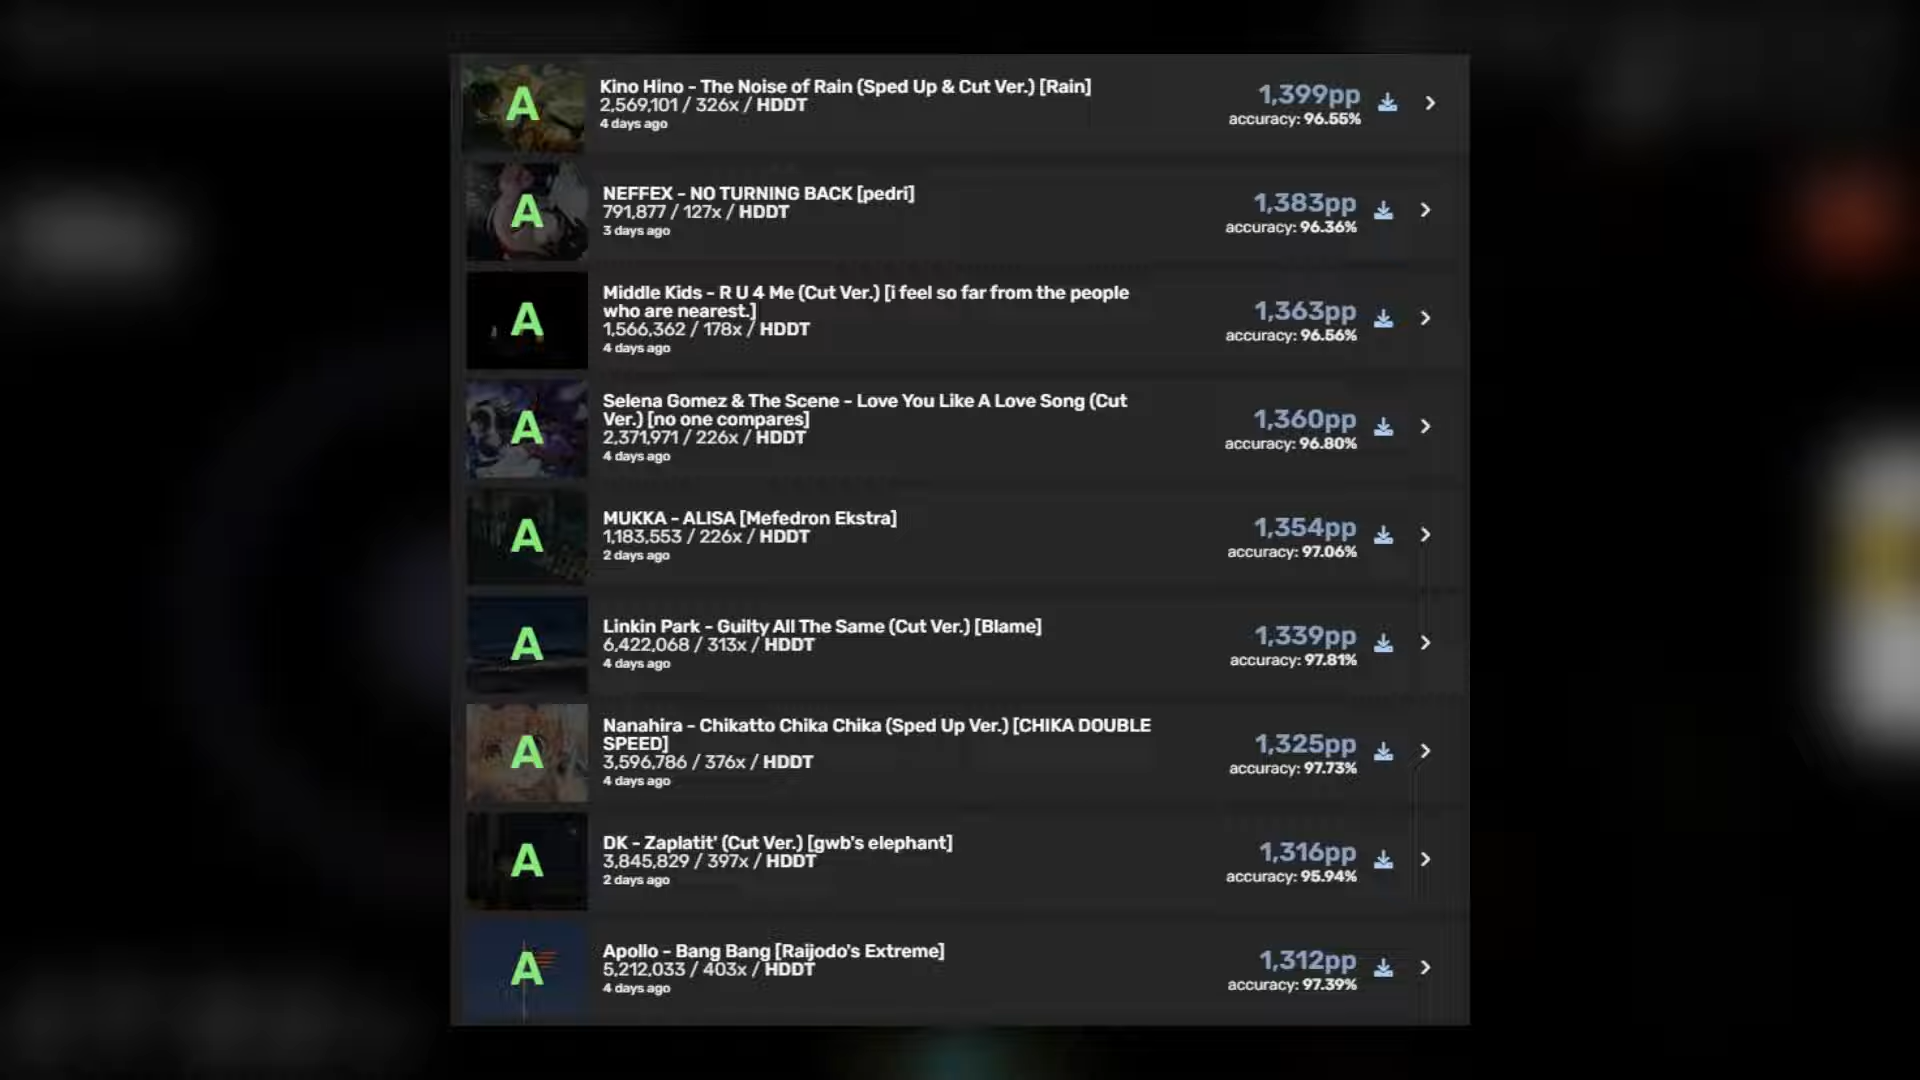 A
Kino Hino - The Noise of Rain (Sped Up & Cut Ver.) [Rain]
2,569,101 / 326x / HDDT
4 days ago
1,399pp
accuracy: 96.55%
A
NEFFEX - NO TURNING BACK [pedri]
791,877 / 127x / HDDT
3 days ago
1,383pp
accuracy: 96.36%
A
Middle Kids - R U 4 Me (Cut Ver.) [i feel so far from the people
who are nearest.]
1,566,362 / 178x / HDDT
4 days ago
1,363pp
accuracy: 96.56%
A
Selena Gomez & The Scene - Love You Like A Love Song (Cut
Ver.) [no one compares]
2,371,971 / 226x / HDDT
4 days ago
1,360pp
accuracy: 96.80%
A
MUKKA - ALISA [Mefedron Ekstra]
1,183,553 / 226x / HDDT
2 days ago
1,354pp
accuracy: 97.06%
A
Linkin Park - Guilty All The Same (Cut Ver.) [Blame]
6,422,068 / 313x / HDDT
4 days ago
1,339pp
accuracy: 97.81%
A
Nanahira - Chikatto Chika Chika (Sped Up Ver.) [CHIKA DOUBLE
SPEED]
3,596,786 / 376x / HDDT
4 days ago
1,325pp
accuracy: 97.73%
A
DK - Zaplatit' (Cut Ver.) [gwb's elephant]
3,845,829 / 397x / HDDT
2 days ago
1,316pp
accuracy: 95.94%
A
Apollo - Bang Bang [Raijodo's Extreme]
5,212,033 / 403x / HDDT
4 days ago
1,312pp
accuracy: 97.39%